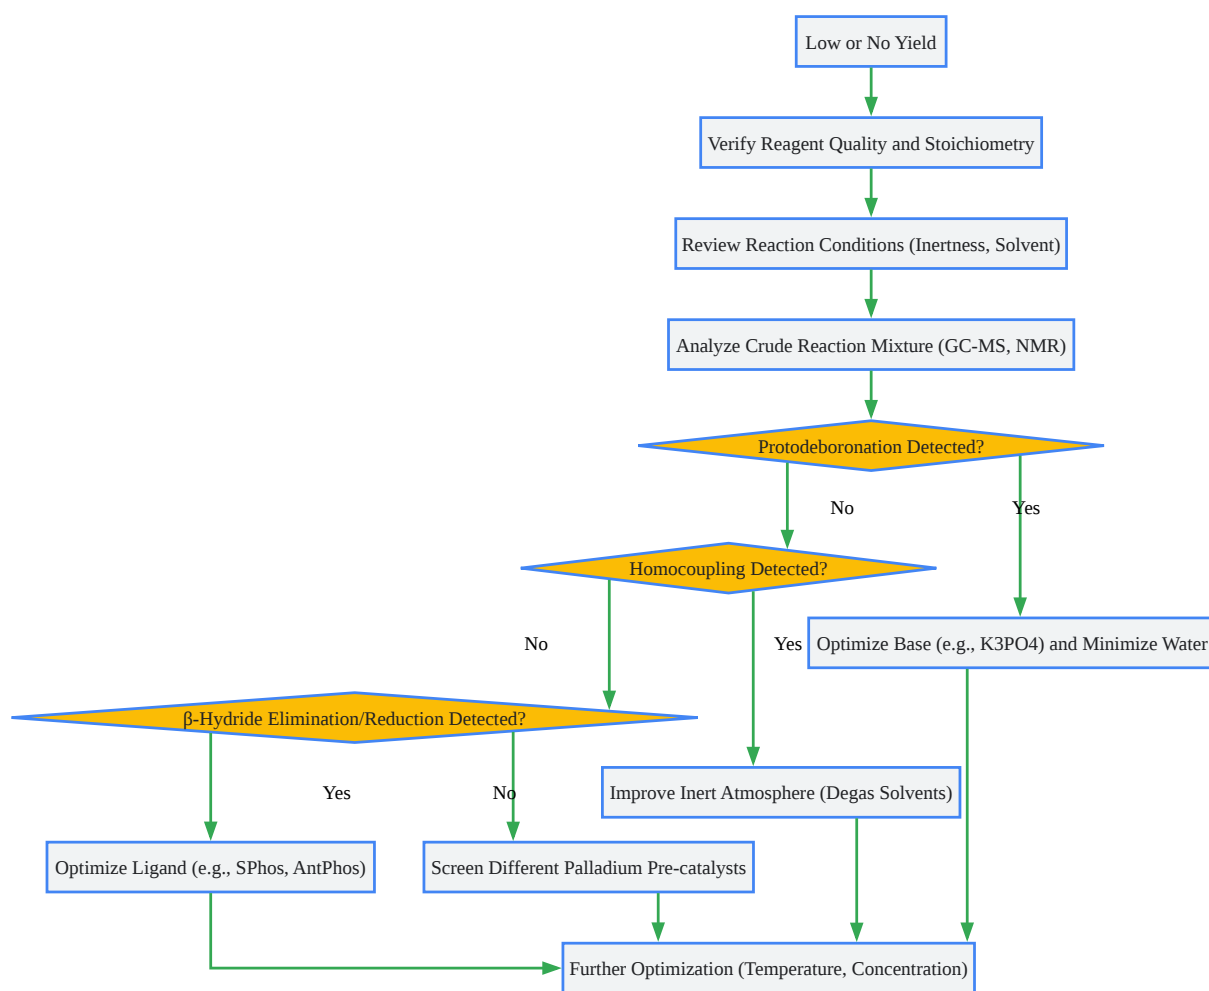 Low or No Yield
Verify Reagent Quality and Stoichiometry
Review Reaction Conditions (Inertness, Solvent)
Analyze Crude Reaction Mixture (GC-MS, NMR)
Protodeboronation Detected?
No
Yes
Homocoupling Detected?
No
Yes
Optimize Base (e.g., K3PO4) and Minimize Water
β-Hydride Elimination/Reduction Detected?
Yes
No
Improve Inert Atmosphere (Degas Solvents)
Optimize Ligand (e.g., SPhos, AntPhos)
Screen Different Palladium Pre-catalysts
Further Optimization (Temperature, Concentration)